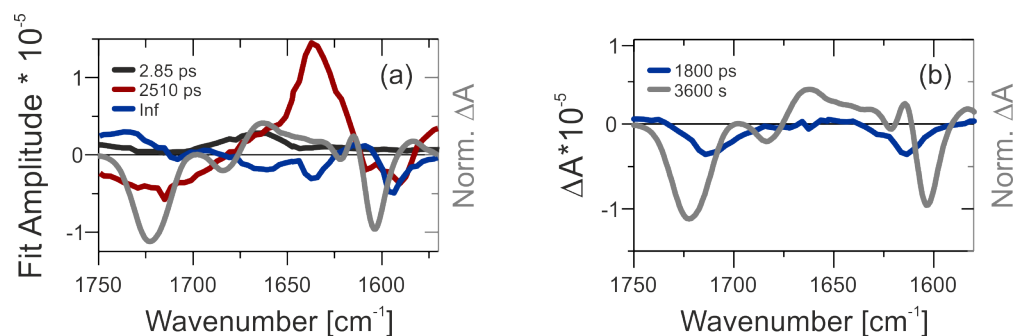 Fit Amplitude * 10⁻⁵
1
0
-1
2.85 ps
2510 ps
Inf
(a)
Norm. ΔA
1750
1700
1650
1600
Wavenumber [cm⁻¹]
ΔA*10⁻⁵
1
0
-1
1800 ps
3600 s
(b)
Norm. ΔA
1750
1700
1650
1600
Wavenumber [cm⁻¹]